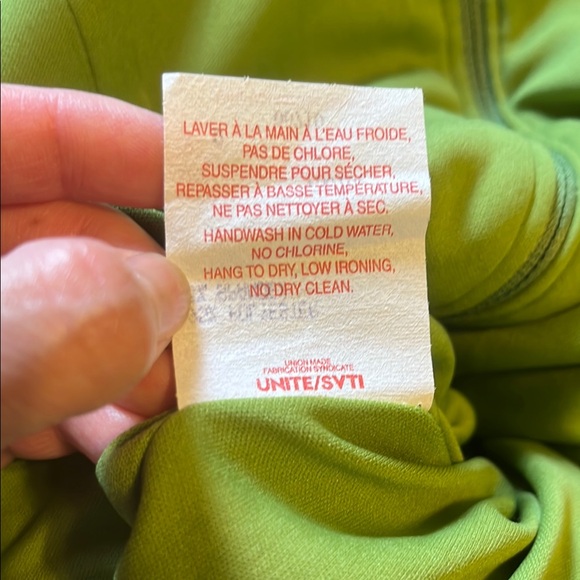 LAVER À LA MAIN À L'EAU FROIDE,
PAS DE CHLORE,
SUSPENDRE POUR SÉCHER,
REPASSER À BASSE TEMPÉRATURE,
NE PAS NETTOYER À SEC.
HANDWASH IN COLD WATER,
NO CHLORINE,
HANG TO DRY, LOW IRONING,
NO DRY CLEAN.
UNION MADE
FABRICATION SYNDICATE
UNITE/SVTI